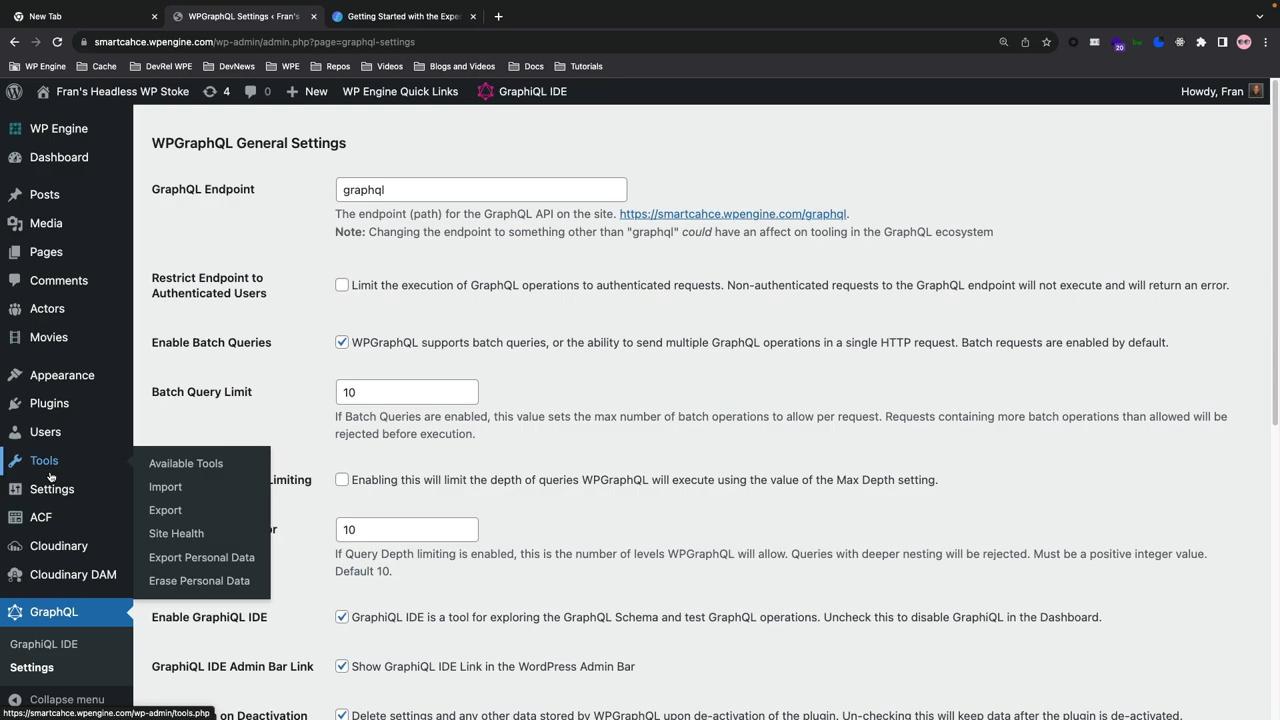 New Tab
WPGraphQL Settings ‹ Fran's
Getting Started with the Exper
smartcahce.wpengine.com/wp-admin/admin.php?page=graphql-settings
20
WP Engine
Cache
DevRel WPE
DevNews
WPE
Repos
Videos
Blogs and Videos
Docs
Tutorials
Fran's Headless WP Stoke
4
0
New
WP Engine Quick Links
GraphiQL IDE
Howdy, Fran
WP Engine
Dashboard
Posts
Media
Pages
Comments
Actors
Movies
Appearance
Plugins
Users
Tools
Settings
ACF
Cloudinary
Cloudinary DAM
GraphQL
GraphiQL IDE
Settings
Collapse menu
https://smartcahce.wpengine.com/wp-admin/tools.php
Available Tools
Import
Export
Site Health
Export Personal Data
Erase Personal Data
WPGraphQL General Settings
GraphQL Endpoint
graphql
The endpoint (path) for the GraphQL API on the site. https://smartcahce.wpengine.com/graphql.
Note: Changing the endpoint to something other than "graphql" could have an affect on tooling in the GraphQL ecosystem
Restrict Endpoint to
Authenticated Users
Limit the execution of GraphQL operations to authenticated requests. Non-authenticated requests to the GraphQL endpoint will not execute and will return an error.
Enable Batch Queries
WPGraphQL supports batch queries, or the ability to send multiple GraphQL operations in a single HTTP request. Batch requests are enabled by default.
Batch Query Limit
10
If Batch Queries are enabled, this value sets the max number of batch operations to allow per request. Requests containing more batch operations than allowed will be
rejected before execution.
Limiting
Enabling this will limit the depth of queries WPGraphQL will execute using the value of the Max Depth setting.
or
10
If Query Depth limiting is enabled, this is the number of levels WPGraphQL will allow. Queries with deeper nesting will be rejected. Must be a positive integer value.
Default 10.
Enable GraphiQL IDE
GraphiQL IDE is a tool for exploring the GraphQL Schema and test GraphQL operations. Uncheck this to disable GraphiQL in the Dashboard.
GraphiQL IDE Admin Bar Link
Show GraphiQL IDE Link in the WordPress Admin Bar
on Deactivation
Delete settings and any other data stored by WPGraphQL upon de-activation of the plugin. Un-checking this will keep data after the plugin is de-activated.